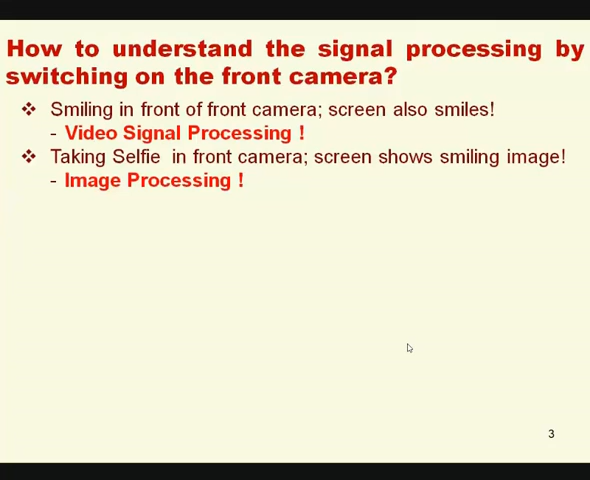 How to understand the signal processing by
switching on the front camera?
❖ Smiling in front of front camera; screen also smiles!
- Video Signal Processing !
❖ Taking Selfie in front camera; screen shows smiling image!
- Image Processing !
3